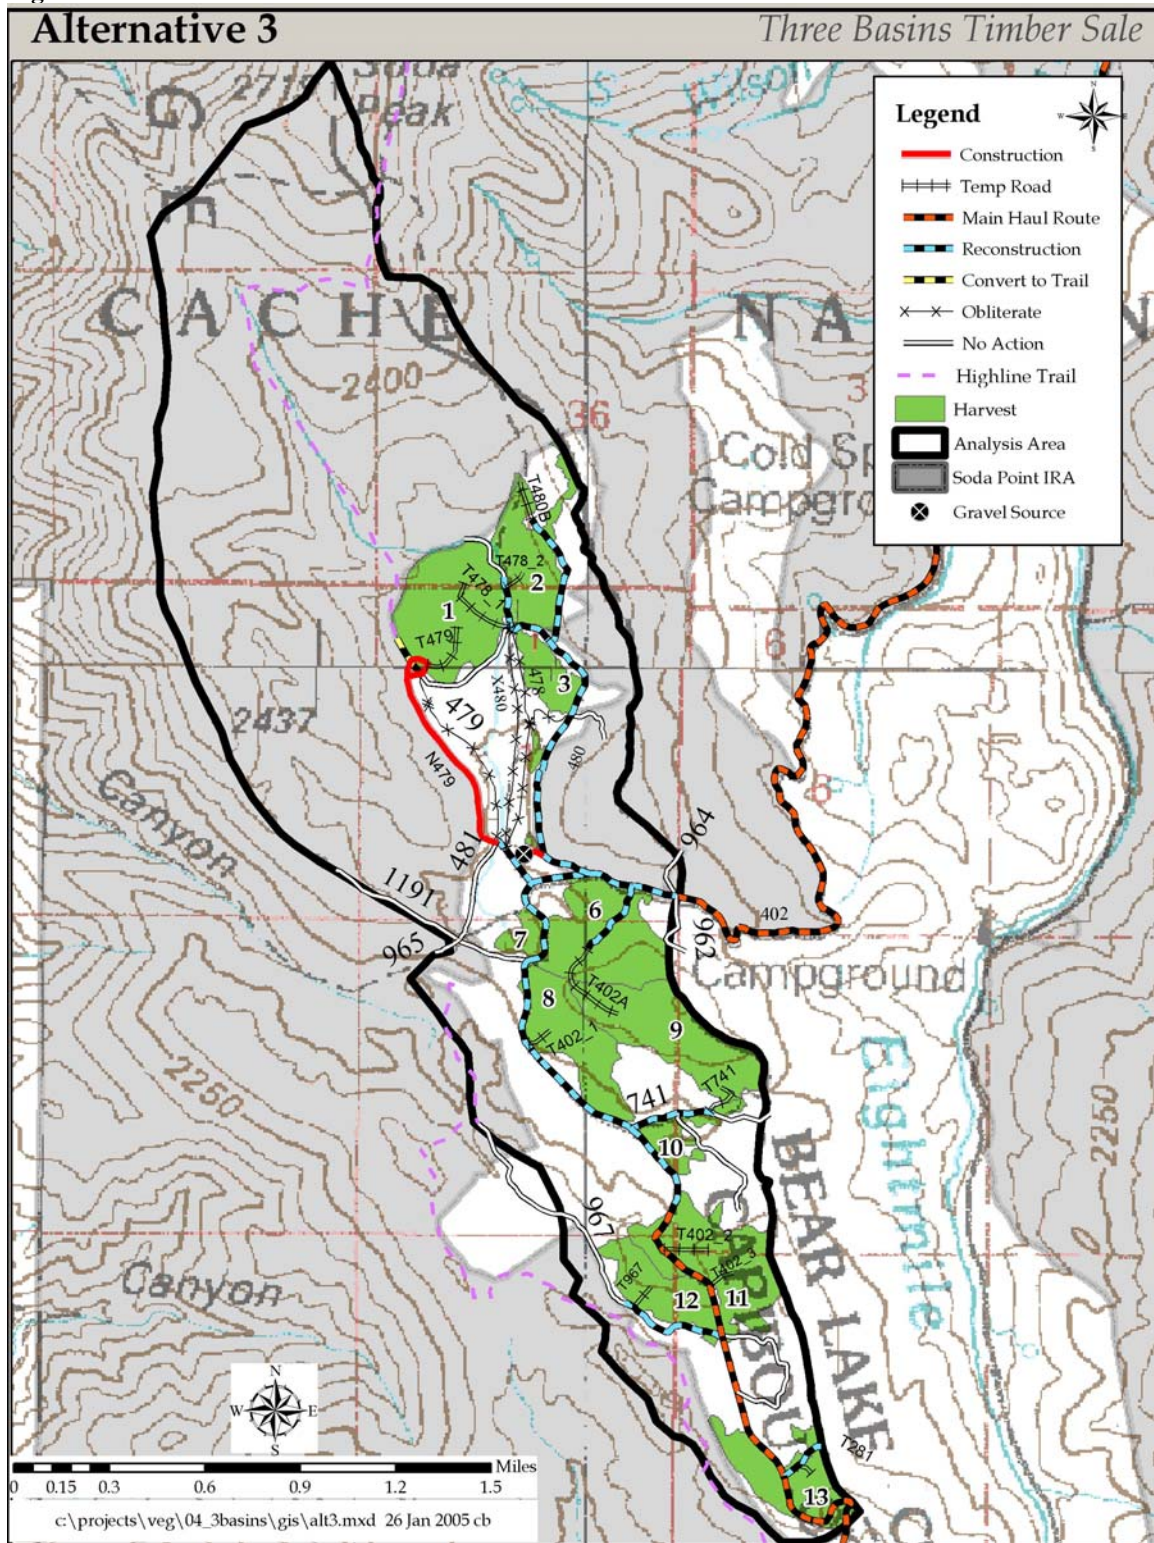 Alternative 3
Three Basins Timber Sale
Legend
N
W E
S
Construction
Temp Road
Main Haul Route
Reconstruction
Convert to Trail
Obliterate
No Action
Highline Trail
Harvest
Analysis Area
Soda Point IRA
Gravel Source
Soda
Peak
Wilso
CACHE
NA
N
2400
36
3
Cold Sp
Campgro
T480B
T478_2
2
T478_1
1
T479
478
3
6
X480
479
2437
N479
480
6
Canyon
481
964
1191
6
402
965
7
962
Campground
8
T402A
9
T402_1
Eightmile
2250
T741
741
2250
10
BEAR LAKE
CARIBOU
967
T402_2
T402_3
Canyon
T967
12
11
T281
13
N
W E
S
Miles
0 0.15 0.3 0.6 0.9 1.2 1.5
c:\projects\veg\04_3basins\gis\alt3.mxd 26 Jan 2005 cb